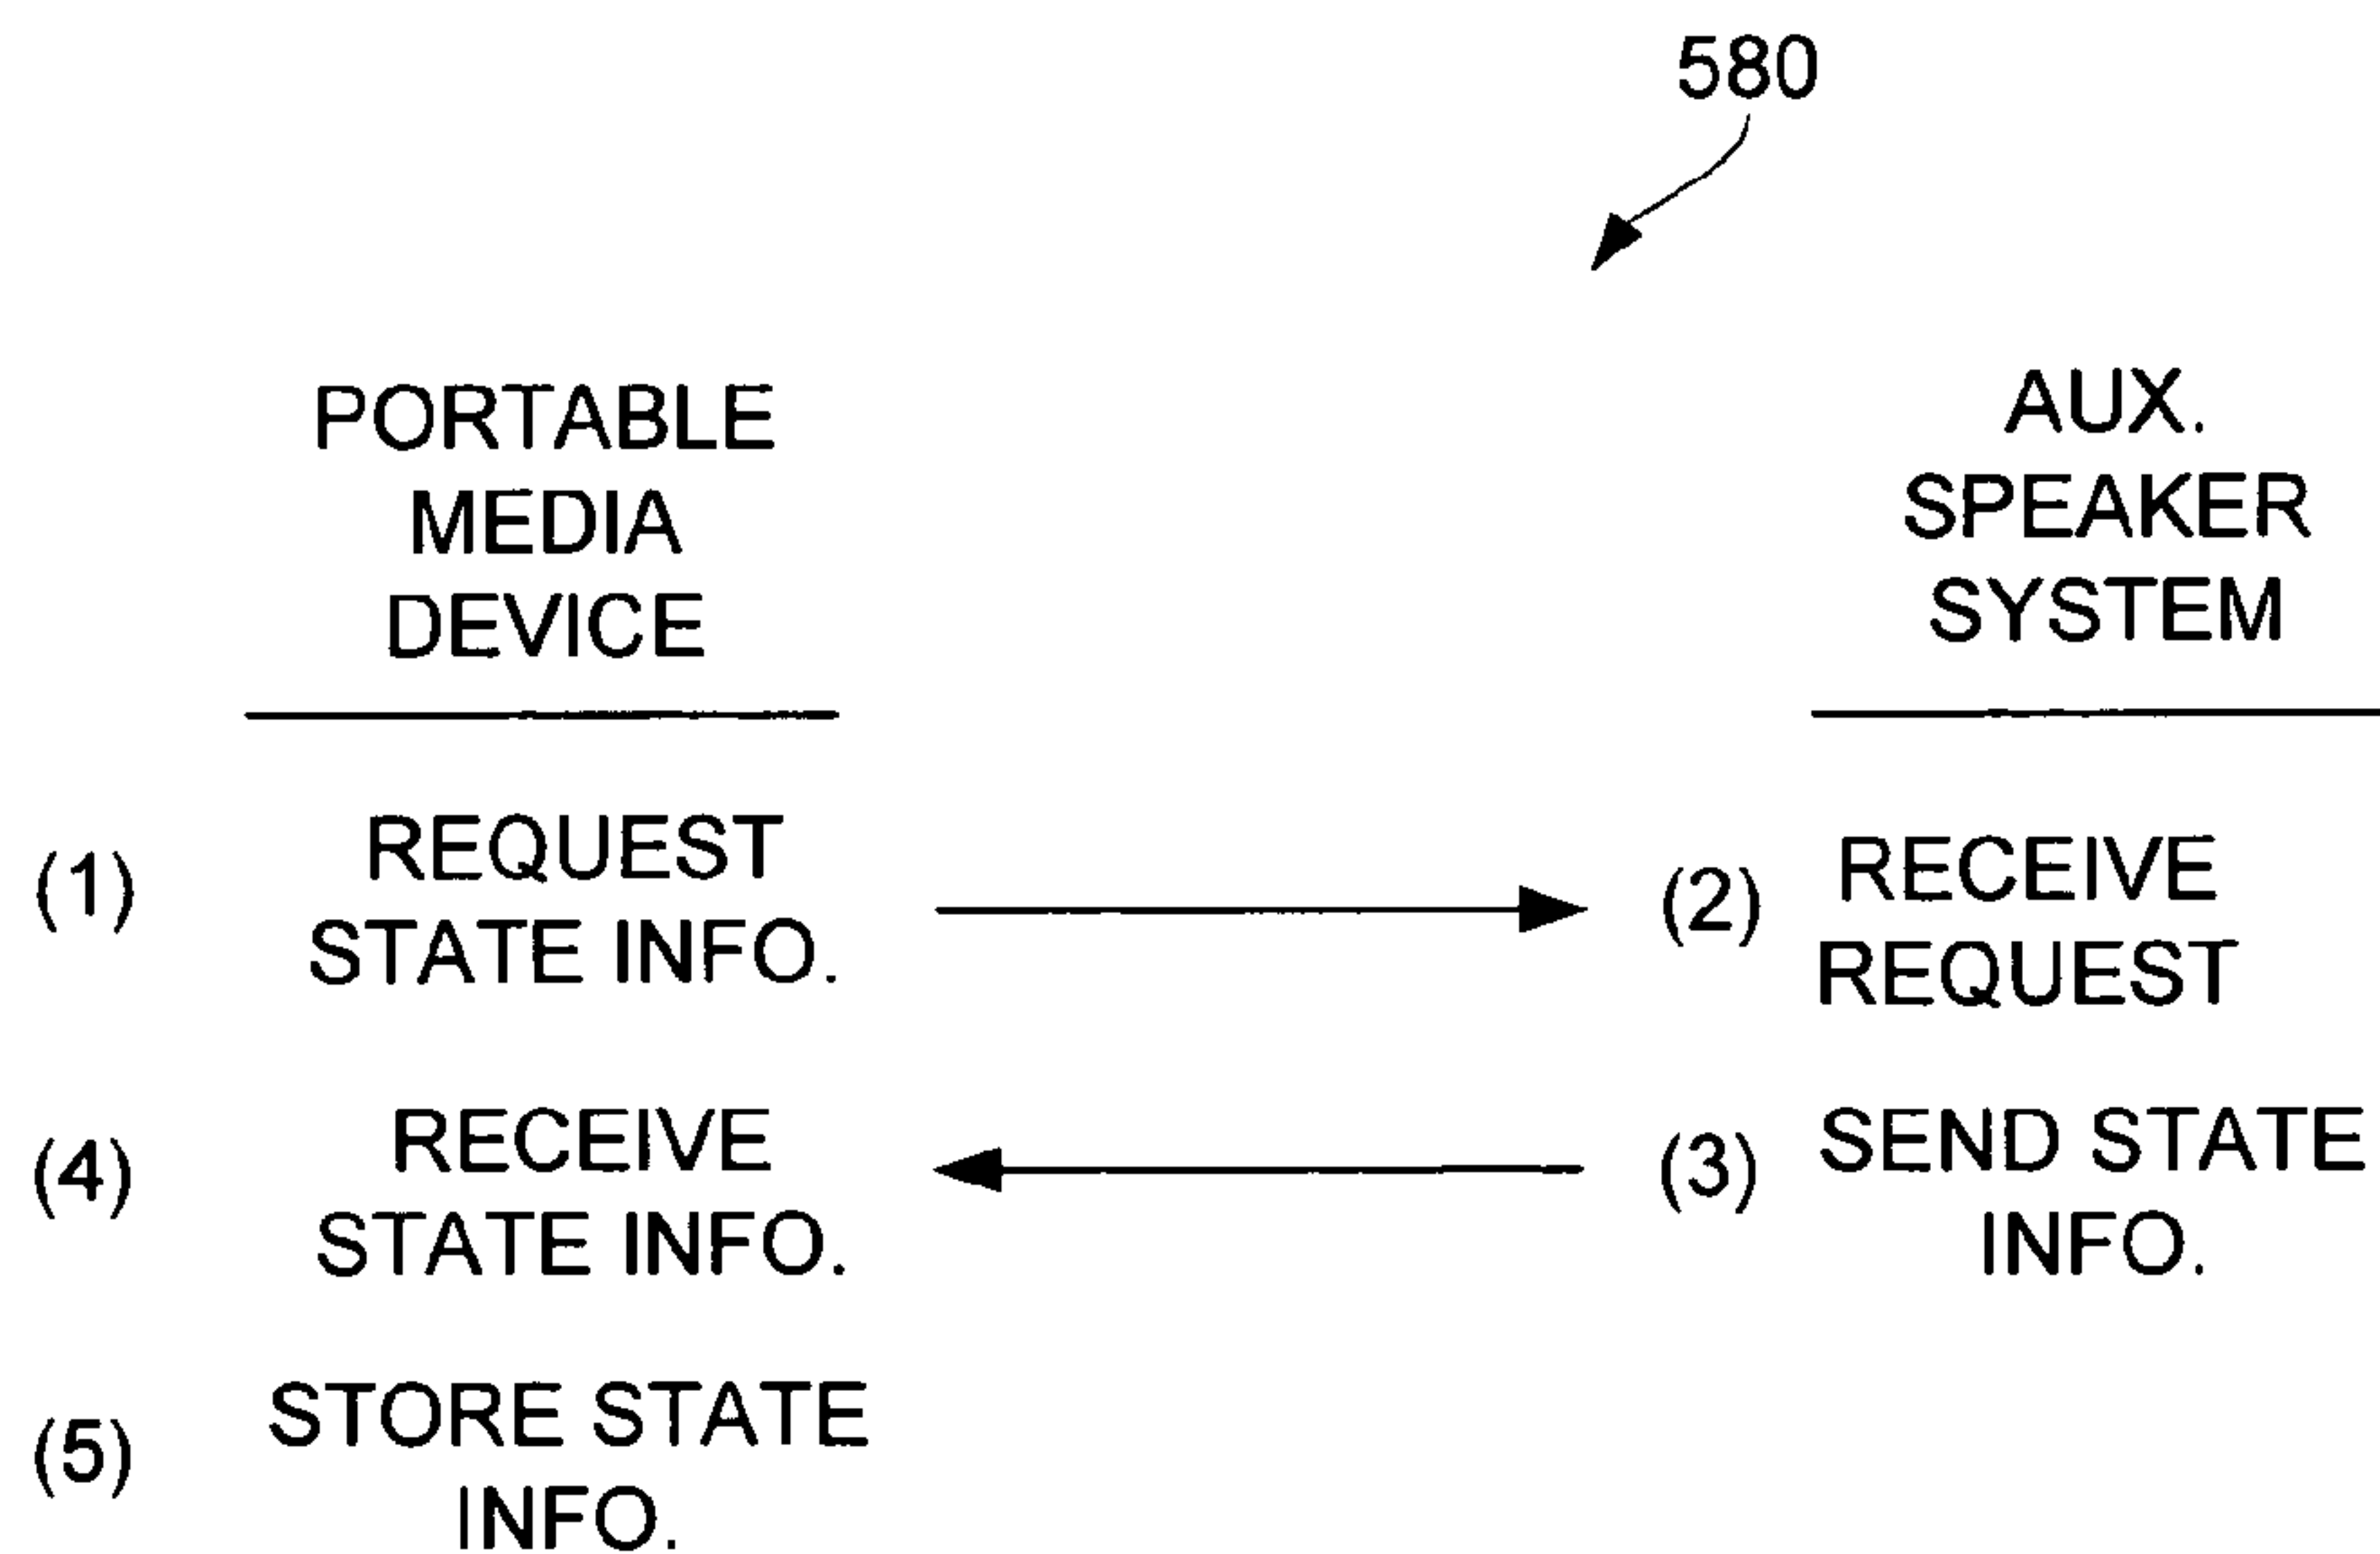 580
PORTABLE
MEDIA
DEVICE
AUX.
SPEAKER
SYSTEM
(1) REQUEST
STATE INFO.
(2) RECEIVE
REQUEST
(4) RECEIVE
STATE INFO.
(3) SEND STATE
INFO.
(5) STORE STATE
INFO.